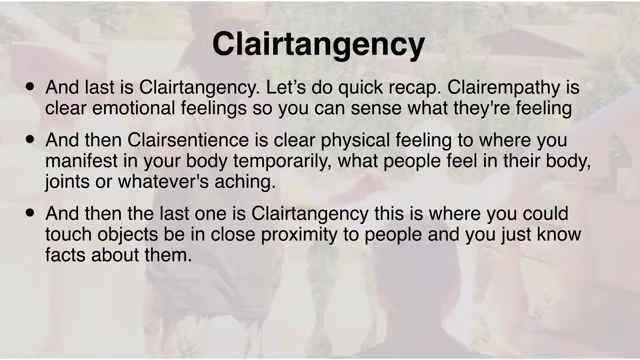 Clairtangency
• And last is Clairtangency. Let's do quick recap. Clairempathy is
clear emotional feelings so you can sense what they're feeling
• And then Clairsentience is clear physical feeling to where you
manifest in your body temporarily, what people feel in their body,
joints or whatever's aching.
• And then the last one is Clairtangency this is where you could
touch objects be in close proximity to people and you just know
facts about them.